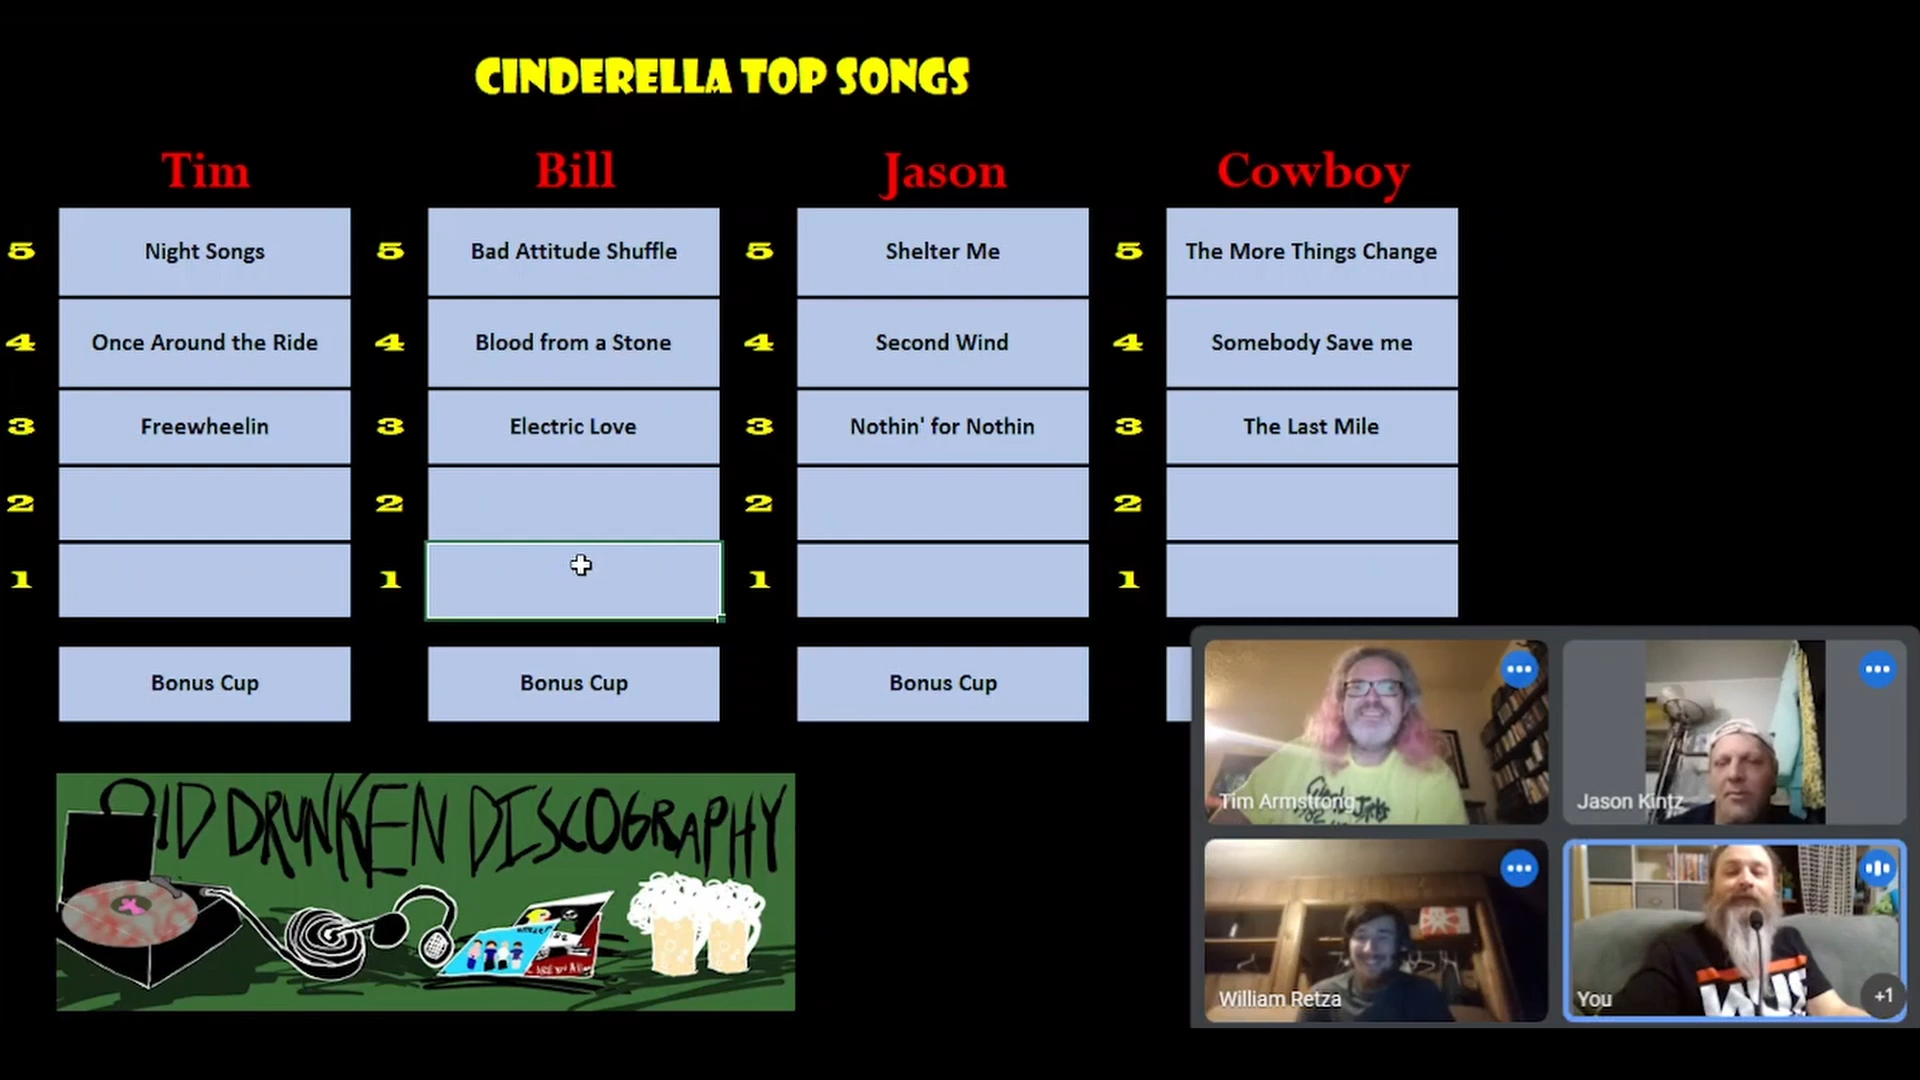 CINDERELLA TOP SONGS
Tim Bill Jason Cowboy
5 Night Songs 5 Bad Attitude Shuffle 5 Shelter Me 5 The More Things Change
4 Once Around the Ride 4 Blood from a Stone 4 Second Wind 4 Somebody Save me
3 Freewheelin 3 Electric Love 3 Nothin' for Nothin 3 The Last Mile
2 2 2 2
1 1 1 1
Bonus Cup Bonus Cup Bonus Cup
OlD DRUNKEN DISCOGRAPHY
Tim Armstrong
Jason Kintz
William Retza
You
+1